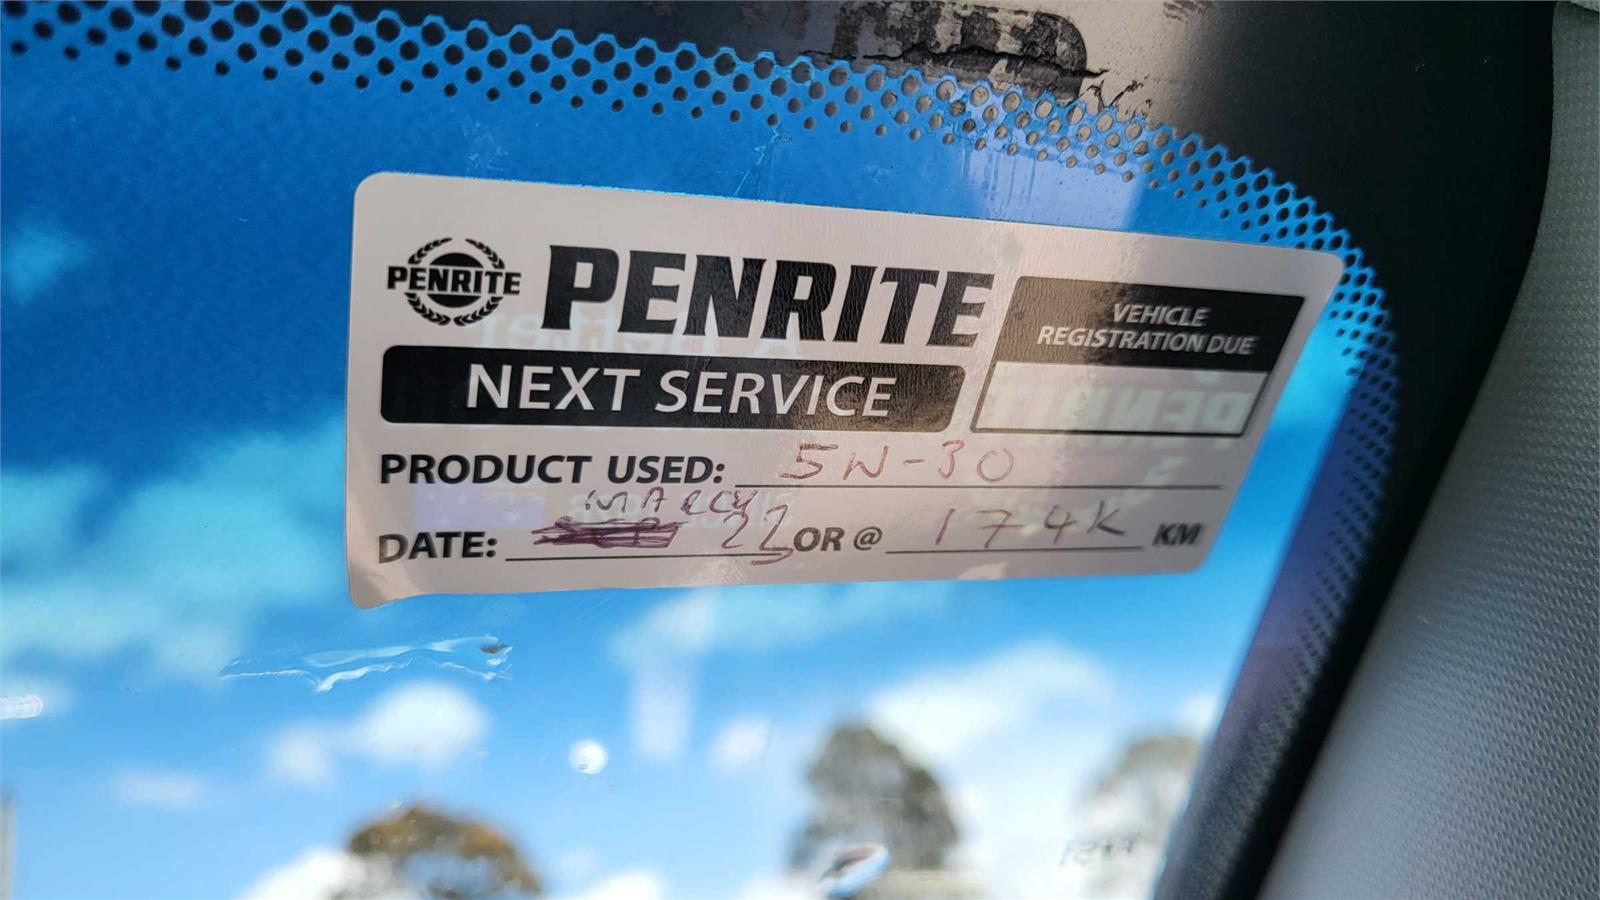 PENRITE
PENRITE
VEHICLE
REGISTRATION DUE
NEXT SERVICE
PRODUCT USED: 5W-30
DATE: MARCH 23 OR @ 174K KM